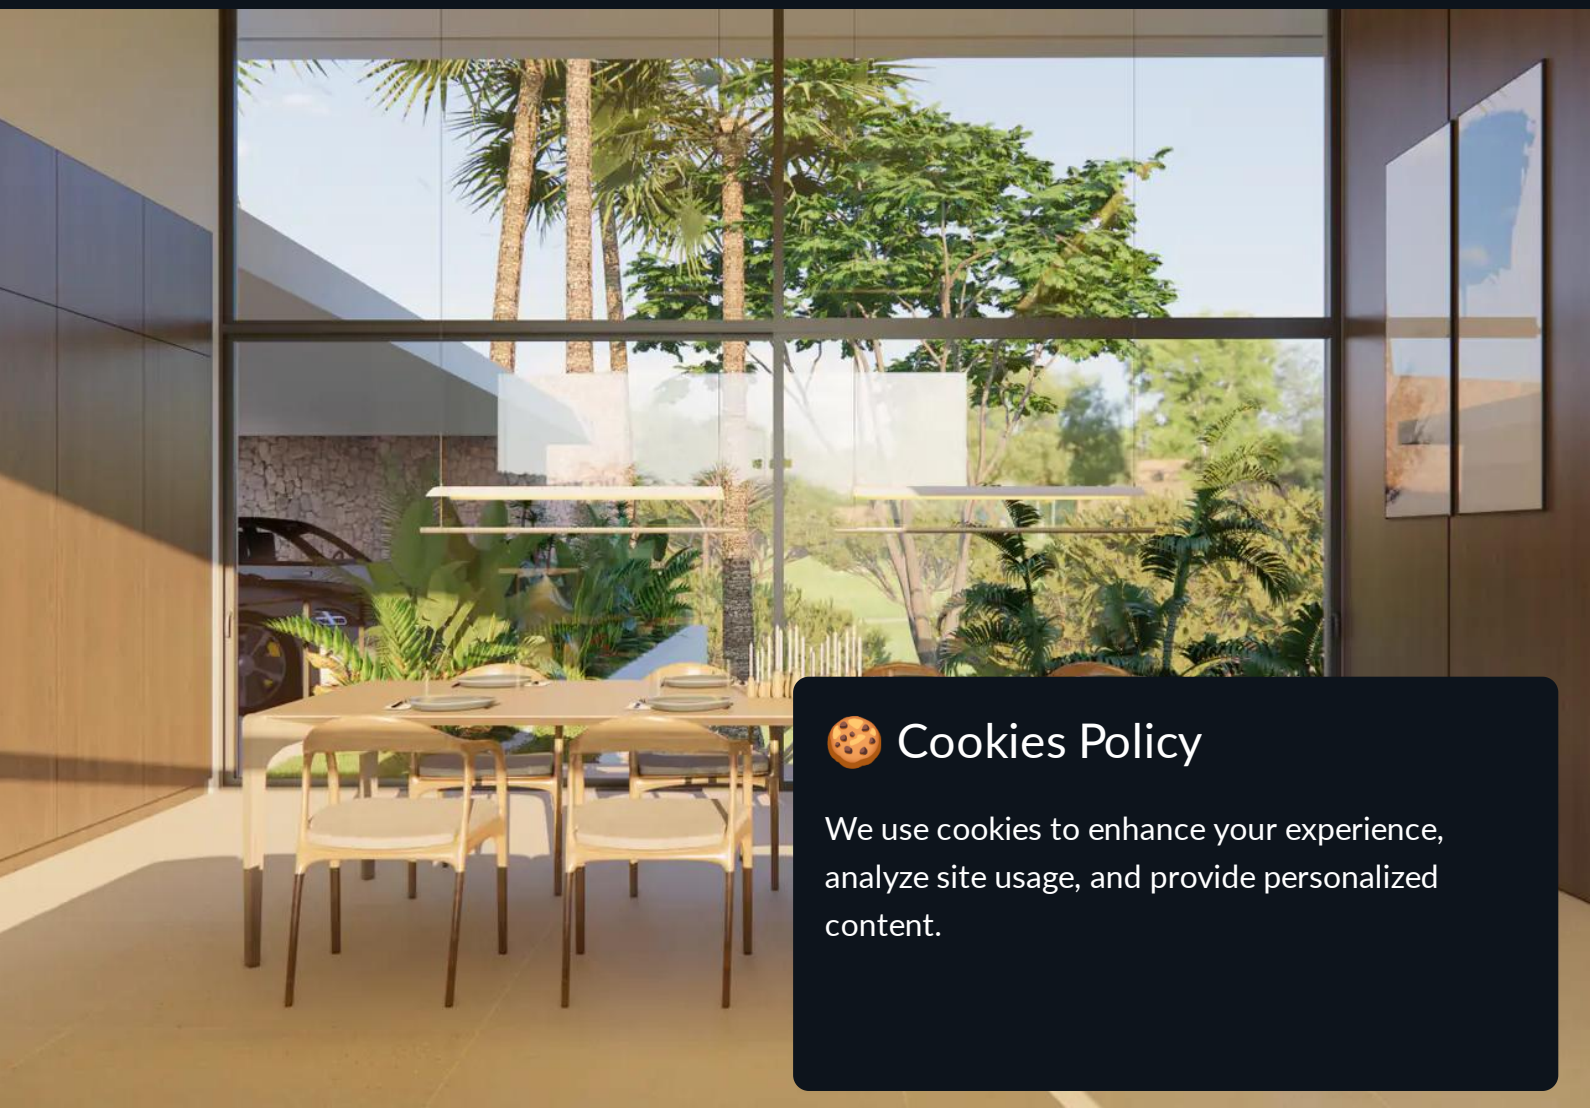 Cookies Policy
We use cookies to enhance your experience,
analyze site usage, and provide personalized
content.